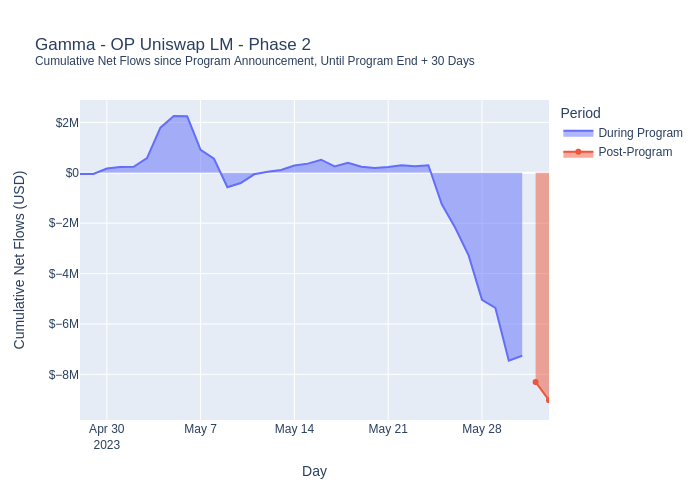 Gamma - OP Uniswap LM - Phase 2
Cumulative Net Flows since Program Announcement, Until Program End + 30 Days
Period
During Program
Post-Program
Cumulative Net Flows (USD)
$2M
$0
$−2M
$−4M
$−6M
$−8M
Apr 30
2023
May 7
May 14
May 21
May 28
Day